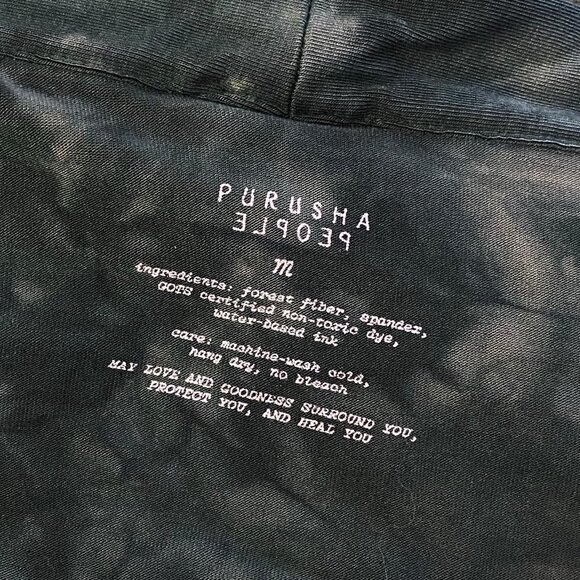 PURUSHA
PEOPLE
m
ingredients: forest fiber, spandex,
GOTS certified non-toxic dye,
water-based ink
care: machine-wash cold,
hang dry, no bleach
MAY LOVE AND GOODNESS SURROUND YOU,
PROTECT YOU, AND HEAL YOU